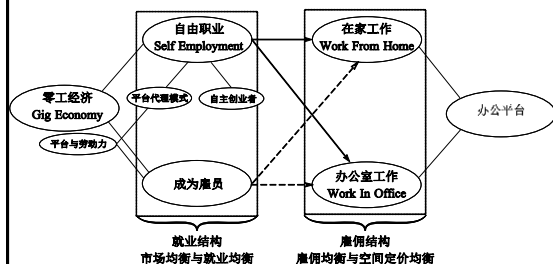 自由职业
Self Employment
在家工作
Work From Home
零工经济
Gig Economy
平台代理模式
自主创业者
办公平台
平台与劳动力
成为雇员
办公室工作
Work In Office
就业结构
市场均衡与就业均衡
雇佣结构
雇佣均衡与空间定价均衡